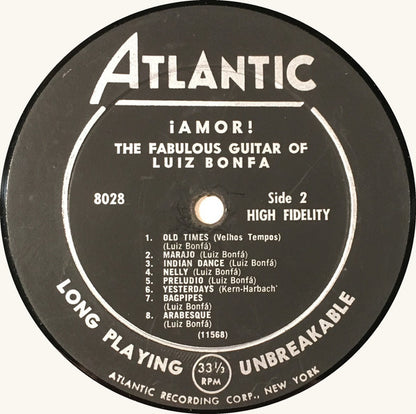 ATLANTIC
¡AMOR!
THE FABULOUS GUITAR OF
LUIZ BONFA
8028
Side 2
HIGH FIDELITY
1. OLD TIMES (Velhos Tempos)
(Luiz Bonfá)
2. MARAJO (Luiz Bonfá)
3. INDIAN DANCE (Luiz Bonfá)
4. NELLY (Luiz Bonfá)
5. PRELUDIO (Luiz Bonfá)
6. YESTERDAYS (Kern-Harbach)
7. BAGPIPES
(Luiz Bonfá)
8. ARABESQUE
(Luiz Bonfá)
(11568)
LONG PLAYING 33 1/3 RPM UNBREAKABLE
ATLANTIC RECORDING CORP., NEW YORK